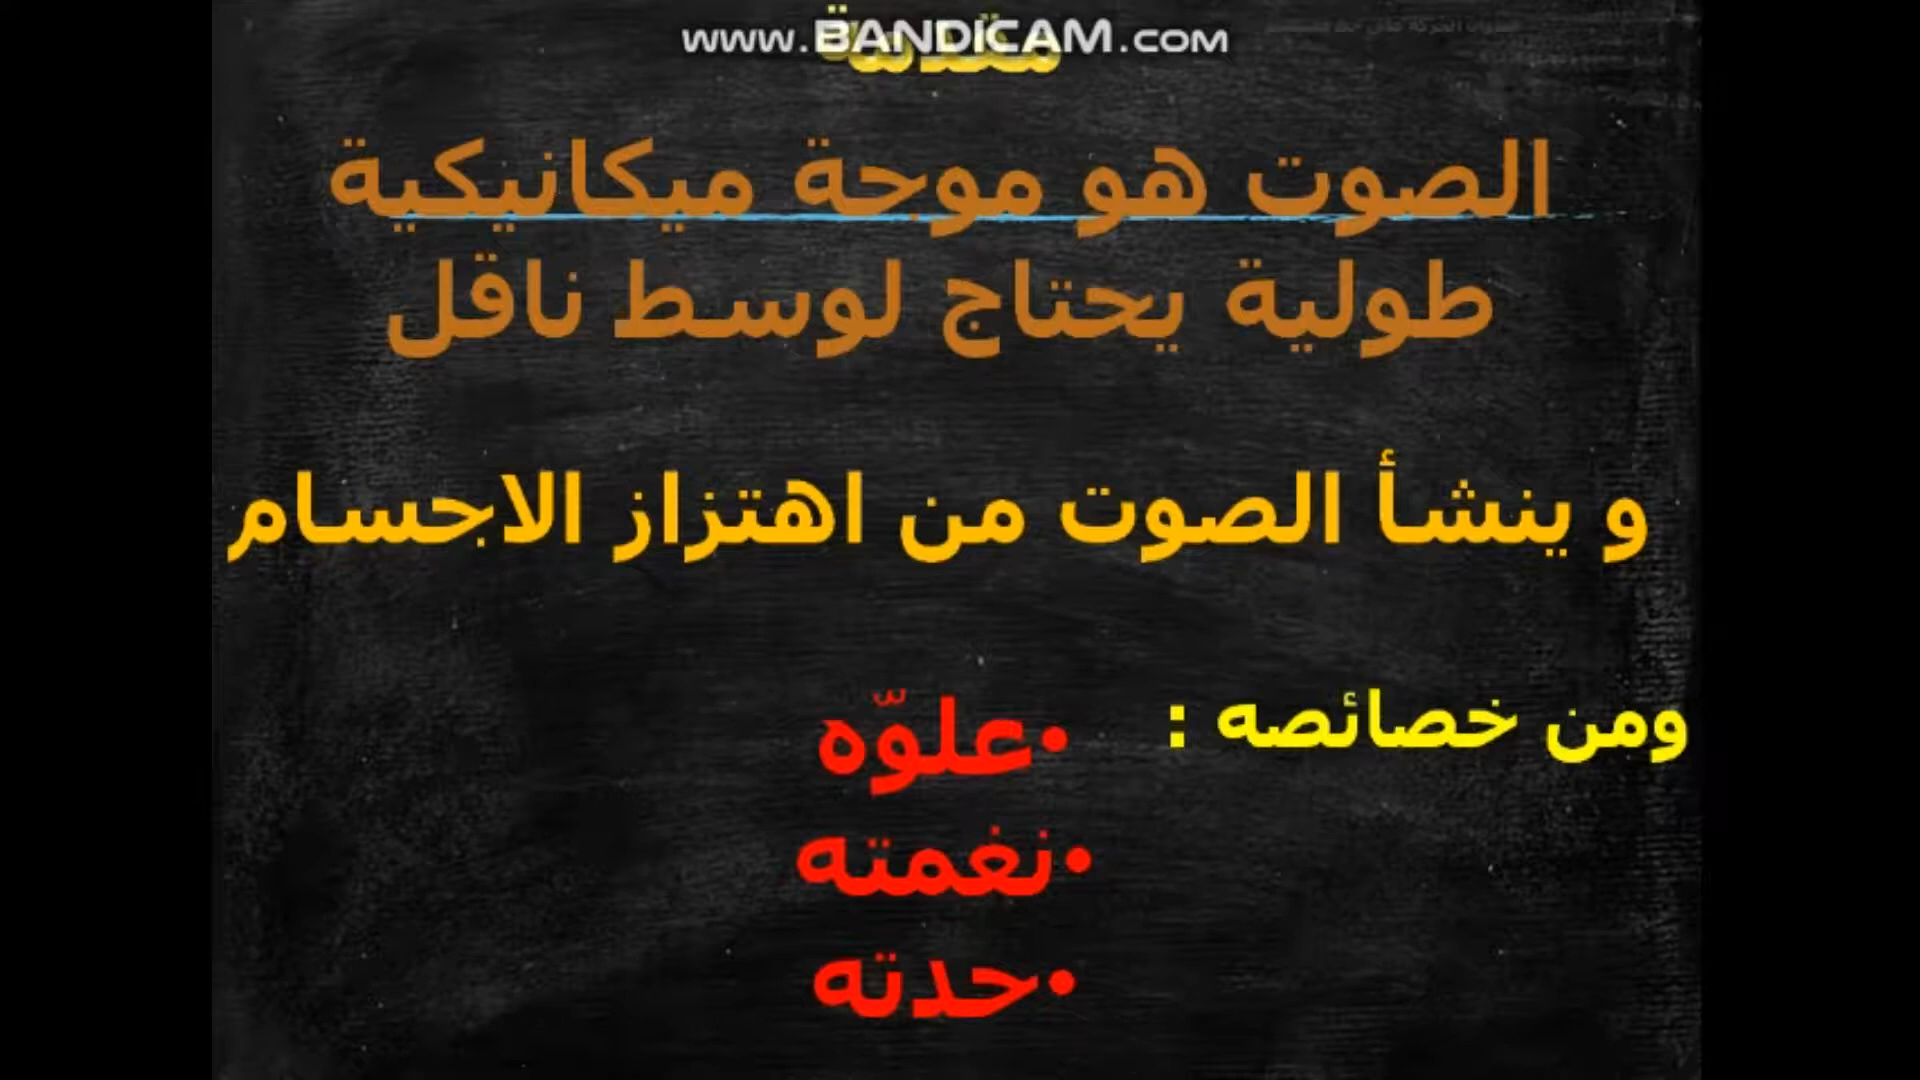 www.BANDICAM.com
مقدمة
الصوت هو موجة ميكانيكية
طولية يحتاج لوسط ناقل
و ينشأ الصوت من اهتزاز الاجسام
ومن خصائصه :
•علوّه
•نغمته
•حدته